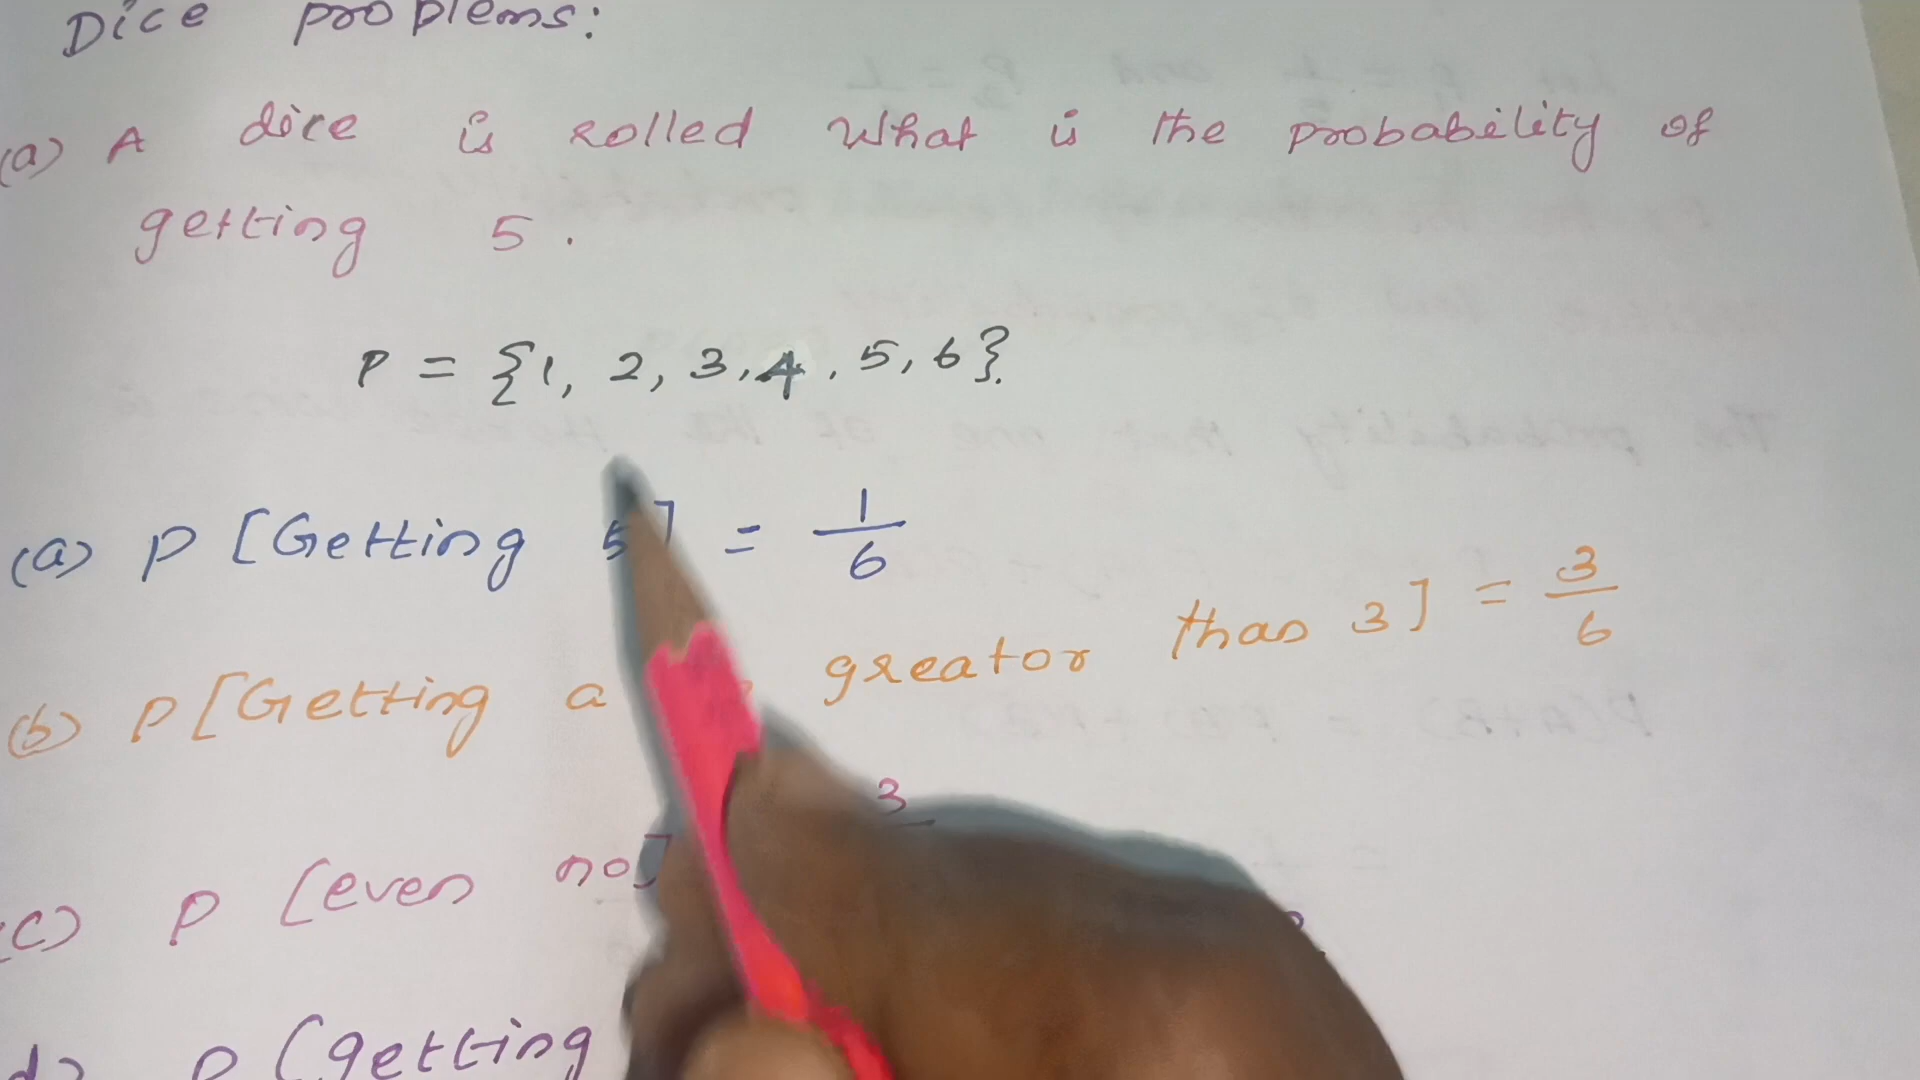 Dice problems:
(a) A dice is rolled what is the probability of
getting 5.
P = {1, 2, 3, 4, 5, 6}.
(a) P [Getting 5] = 1/6
(b) P [Getting a greator than 3] = 3/6
(c) P [even no] 3
d) P (getting